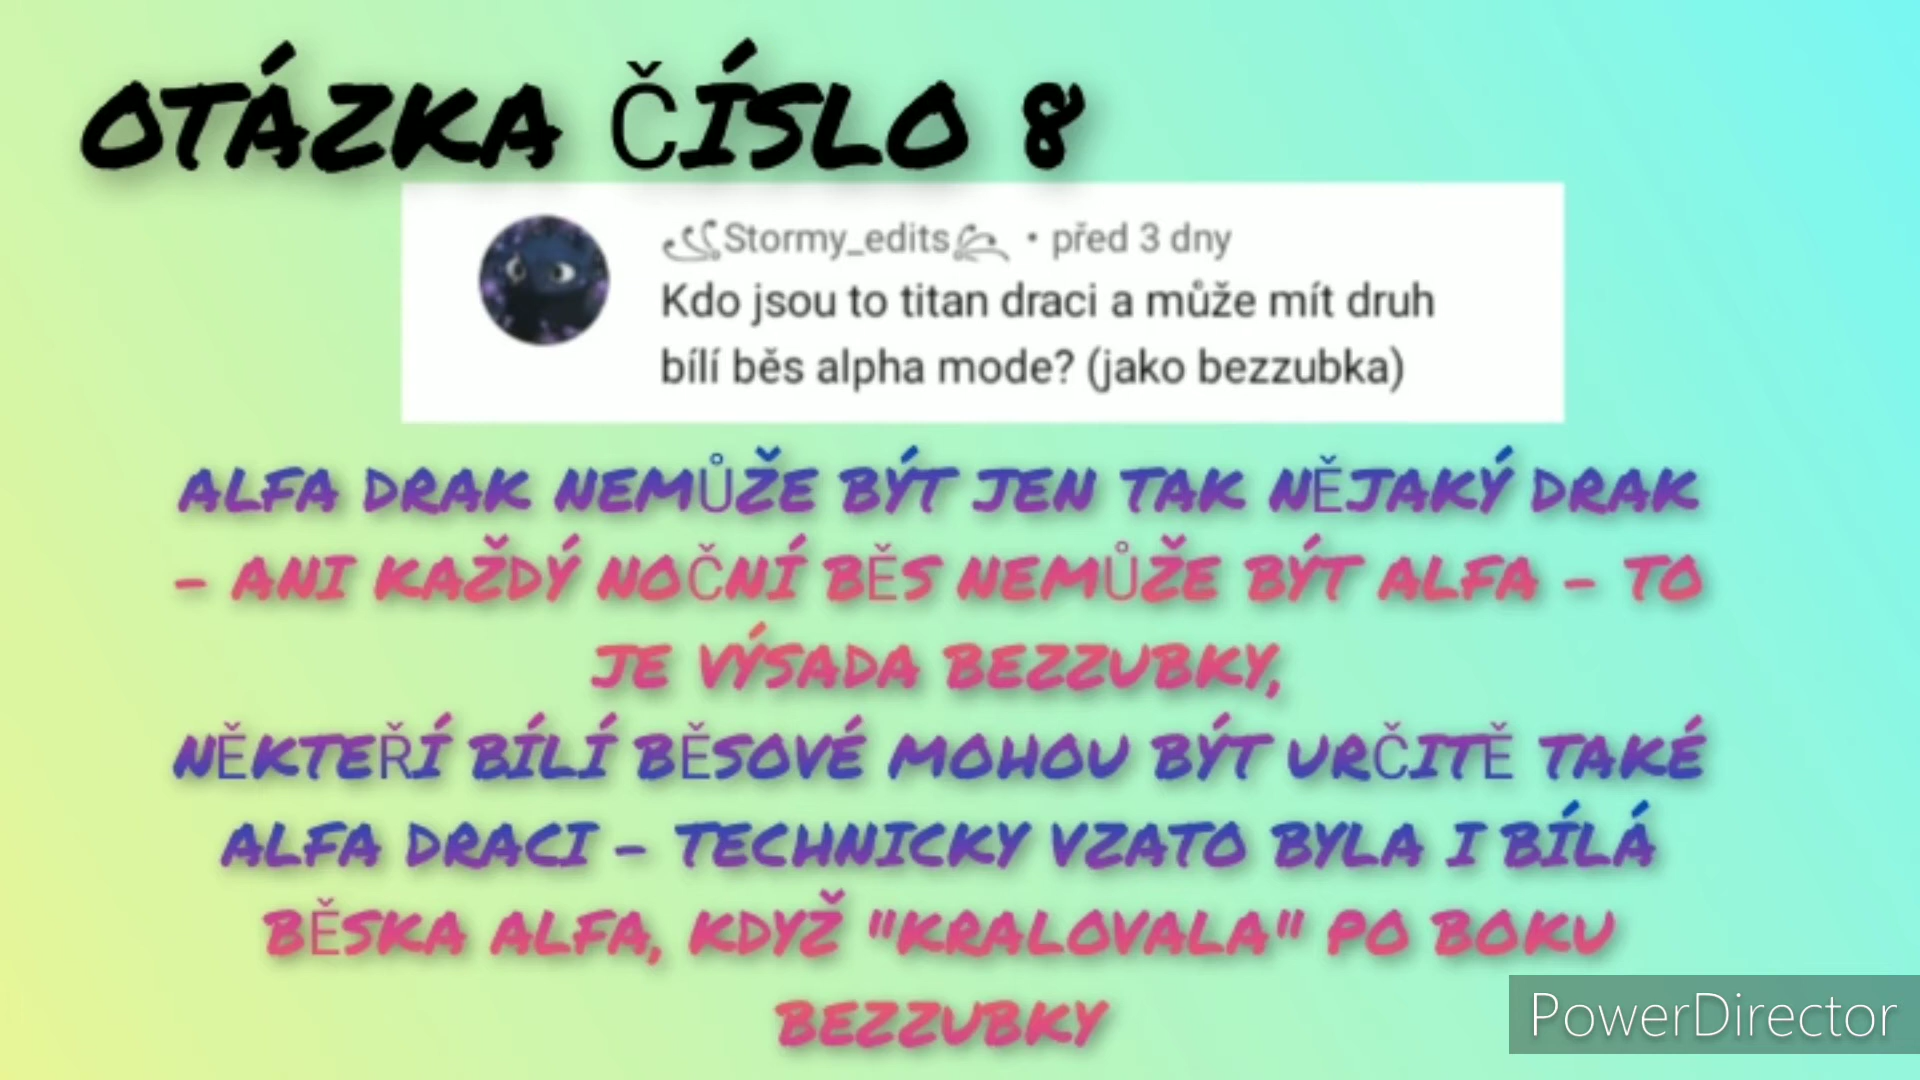 OTÁZKA ČÍSLO 8
Stormy_edits • před 3 dny
Kdo jsou to titan draci a může mít druh
bílí běs alpha mode? (jako bezzubka)
ALFA DRAK NEMŮŽE BÝT JEN TAK NĚJAKÝ DRAK
- ANI KAŽDÝ NOČNÍ BĚS NEMŮŽE BÝT ALFA - TO
JE VÝSADA BEZZUBKY,
NĚKTEŘÍ BÍLÍ BĚSOVÉ MOHOU BÝT URČITĚ TAKÉ
ALFA DRACI - TECHNICKY VZATO BYLA I BÍLÁ
BĚSKA ALFA, KDYŽ "KRALOVALA" PO BOKU
BEZZUBKY
PowerDirector